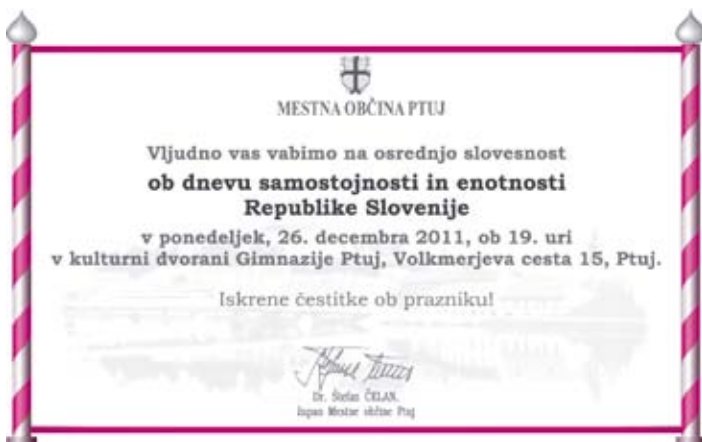 MESTNA OBČINA PTUJ
Vljudno vas vabimo na osrednjo slovesnost
ob dnevu samostojnosti in enotnosti
Republike Slovenije
v ponedeljek, 26. decembra 2011, ob 19. uri
v kulturni dvorani Gimnazije Ptuj, Volkmerjeva cesta 15, Ptuj.
Iskrene čestitke ob prazniku!
Dr. Štefan ČELAN,
župan Mestne občine Ptuj